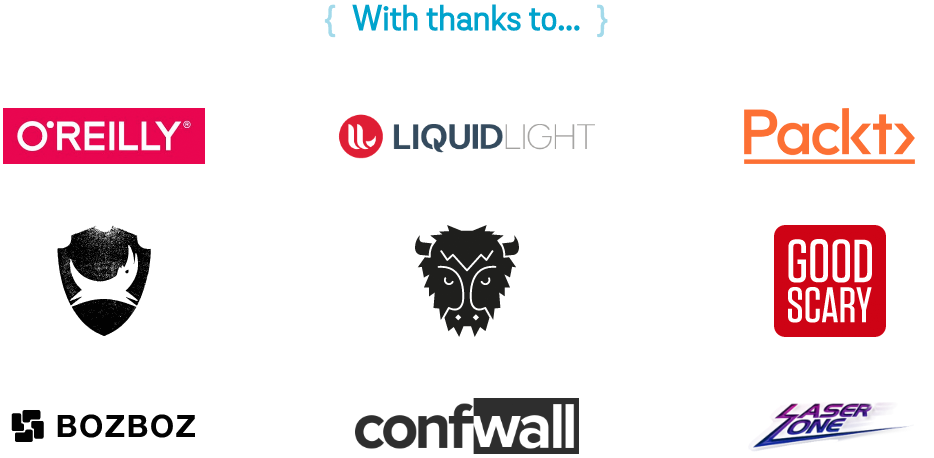 { With thanks to... }
O'REILLY®
LIQUIDLIGHT
Packt>
GOOD
SCARY
BOZBOZ
confwall
LASER
ZONE